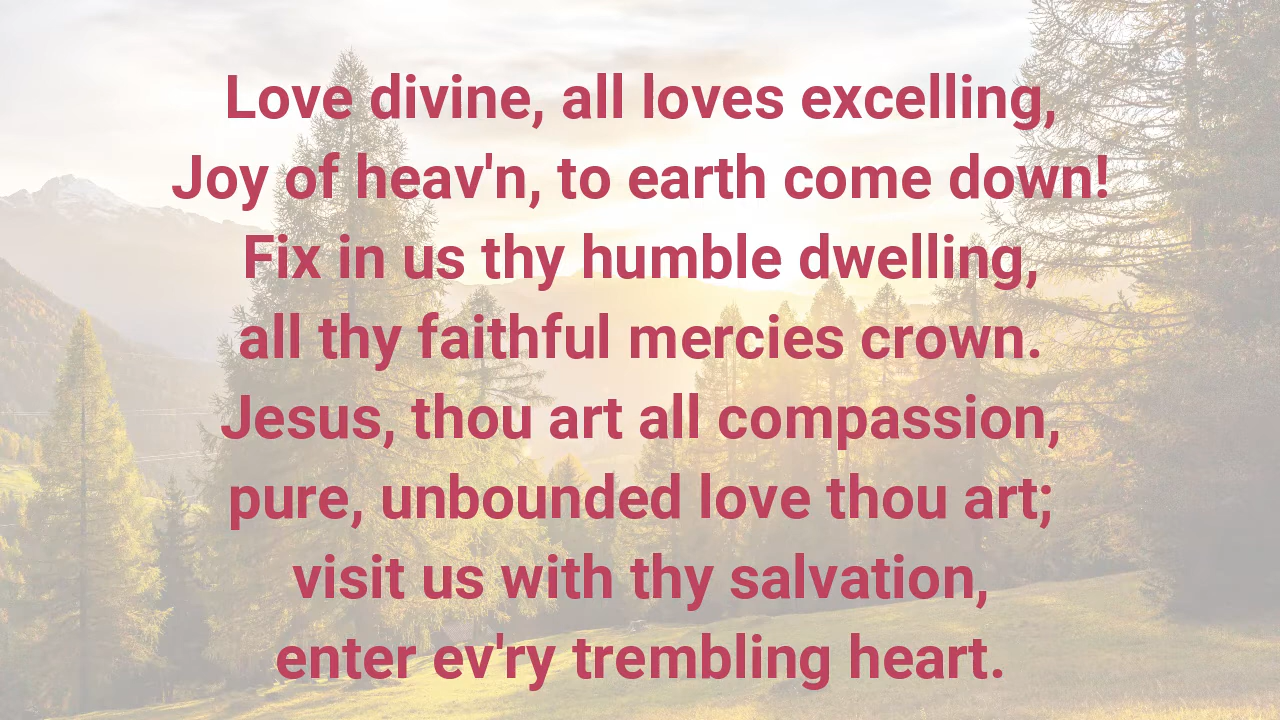 Love divine, all loves excelling,
Joy of heav'n, to earth come down!
Fix in us thy humble dwelling,
all thy faithful mercies crown.
Jesus, thou art all compassion,
pure, unbounded love thou art;
visit us with thy salvation,
enter ev'ry trembling heart.